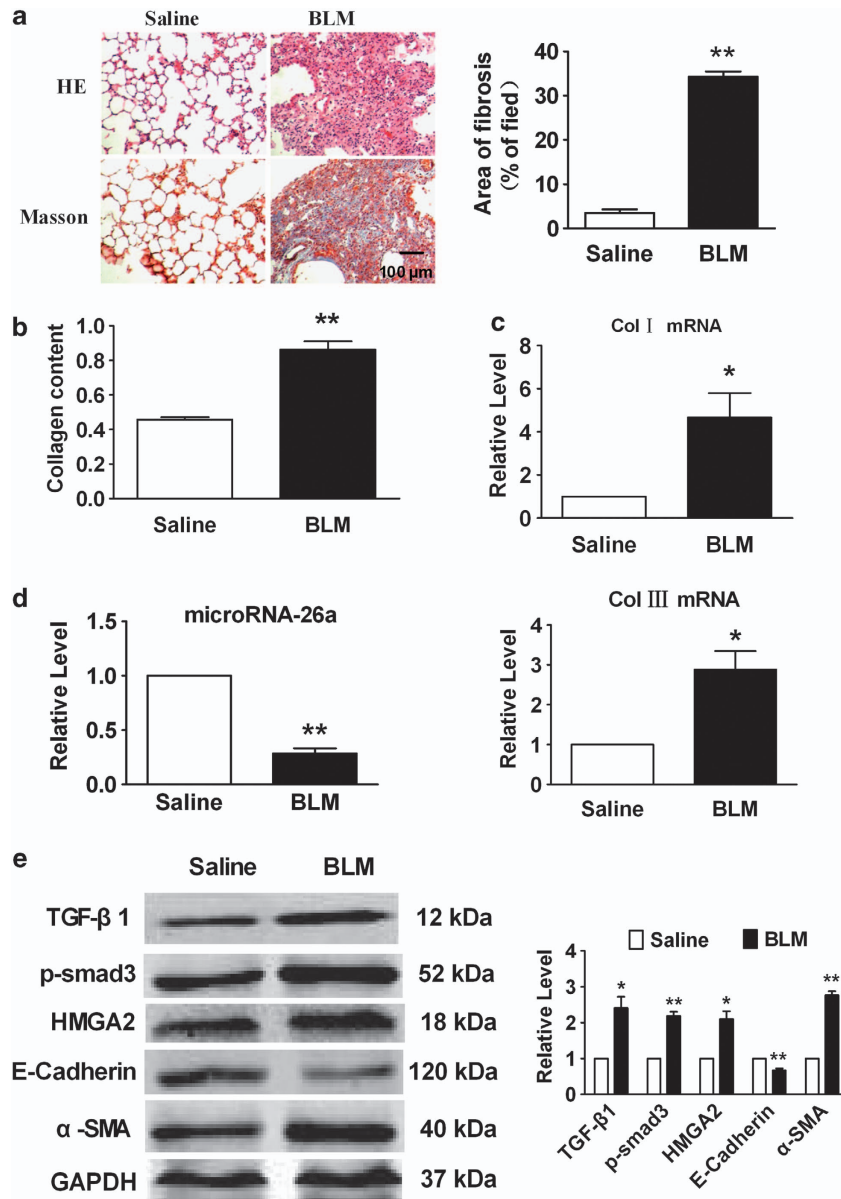 a
Saline BLM
HE
Masson
100 μm
Area of fibrosis
(% of fied)
40
30
20
10
0
**
Saline BLM
b
Collagen content
1.0
0.8
0.6
0.4
0.2
0.0
**
Saline BLM
c
Col I mRNA
Relative Level
8
6
4
2
0
*
Saline BLM
d
microRNA-26a
Relative Level
1.5
1.0
0.5
0.0
**
Saline BLM
Col III mRNA
Relative Level
4
3
2
1
0
*
Saline BLM
e
Saline BLM
TGF-β 1 12 kDa
p-smad3 52 kDa
HMGA2 18 kDa
E-Cadherin 120 kDa
α-SMA 40 kDa
GAPDH 37 kDa
Saline BLM
Relative Level
4
3
2
1
0
* ** * ** **
TGF-β1 p-smad3 HMGA2 E-Cadherin α-SMA